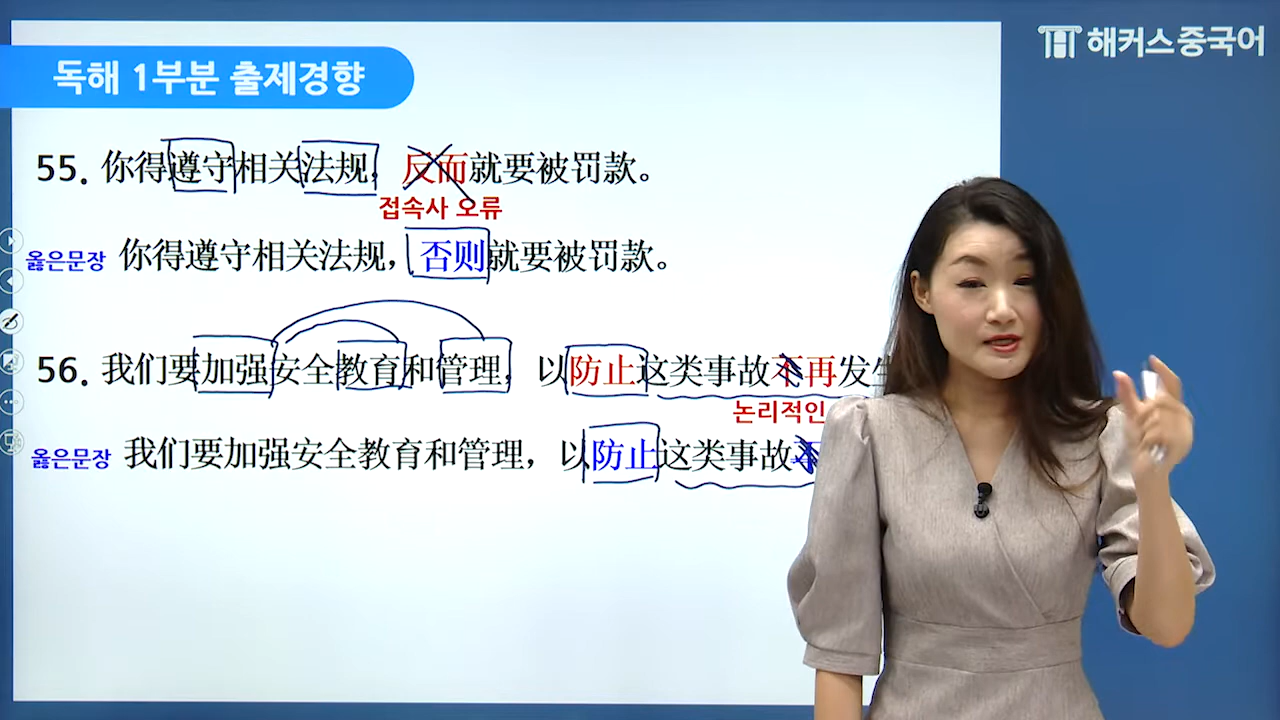 해커스중국어
독해 1부분 출제경향
55. 你得遵守相关法规，反而就要被罚款。
접속사 오류
옳은문장 你得遵守相关法规，否则就要被罚款。
56. 我们要加强安全教育和管理，以防止这类事故不再发生
논리적인
옳은문장 我们要加强安全教育和管理，以防止这类事故